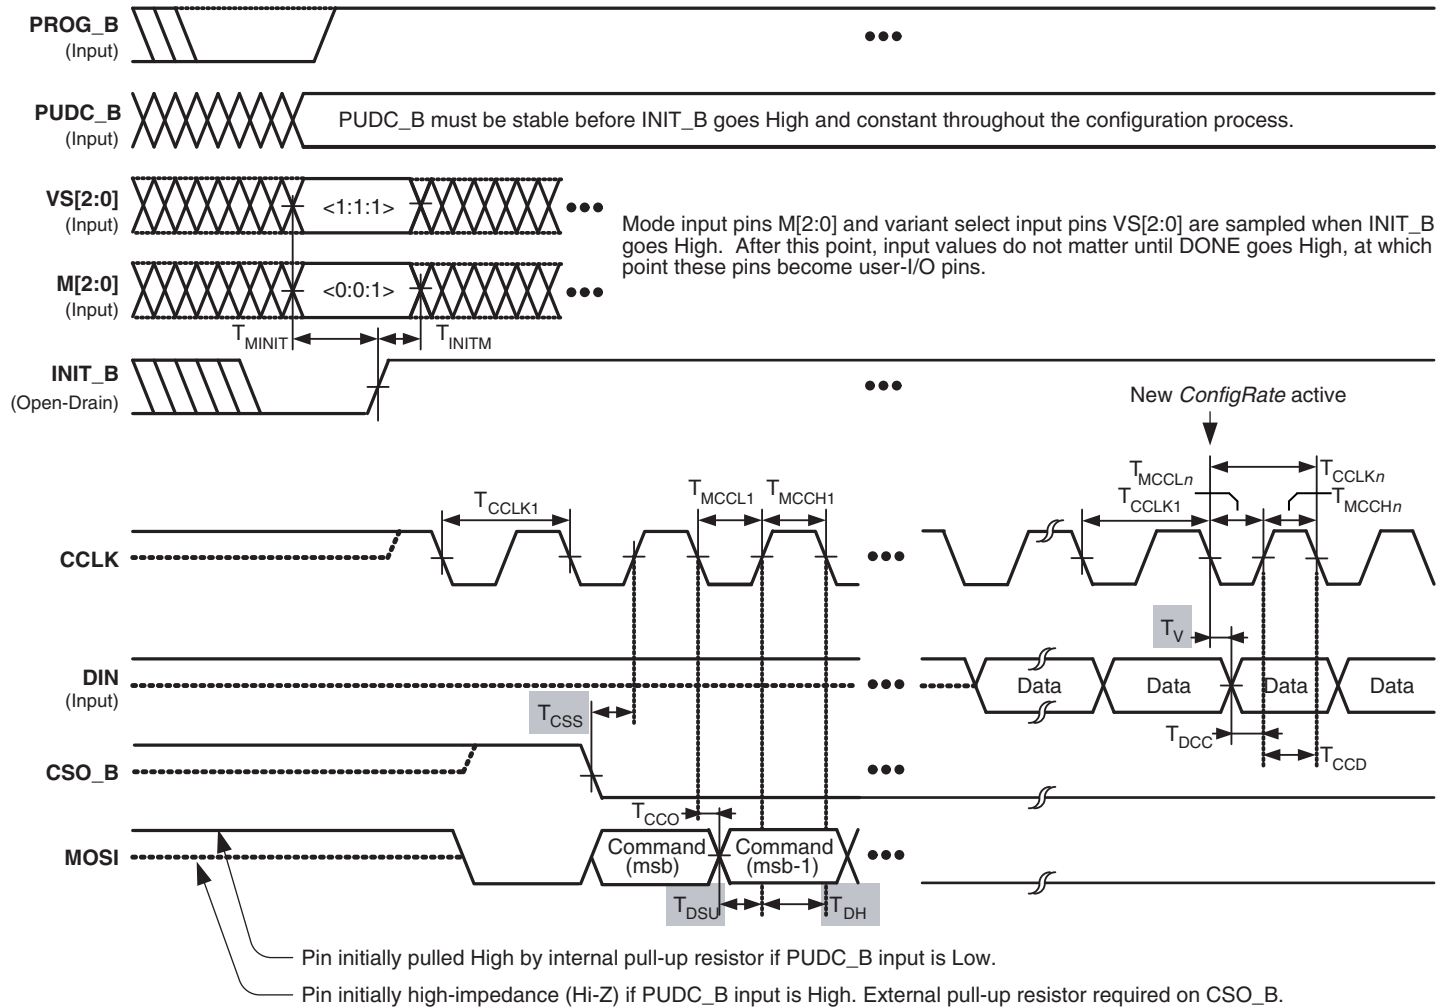 PROG_B
(Input)
PUDC_B
(Input)
PUDC_B must be stable before INIT_B goes High and constant throughout the configuration process.
VS[2:0]
(Input)
<1:1:1>
Mode input pins M[2:0] and variant select input pins VS[2:0] are sampled when INIT_B
goes High. After this point, input values do not matter until DONE goes High, at which
point these pins become user-I/O pins.
M[2:0]
(Input)
<0:0:1>
TMINIT
TINITM
INIT_B
(Open-Drain)
New ConfigRate active
TCCLK1
TMCCL1
TMCCH1
TMCCLn
TCCLK1
TCCLKn
TMCCHn
CCLK
TV
DIN
(Input)
Data
Data
Data
Data
TCSS
TDCC
TCCD
CSO_B
TCCO
MOSI
Command
(msb)
Command
(msb-1)
TDSU
TDH
Pin initially pulled High by internal pull-up resistor if PUDC_B input is Low.
Pin initially high-impedance (Hi-Z) if PUDC_B input is High. External pull-up resistor required on CSO_B.